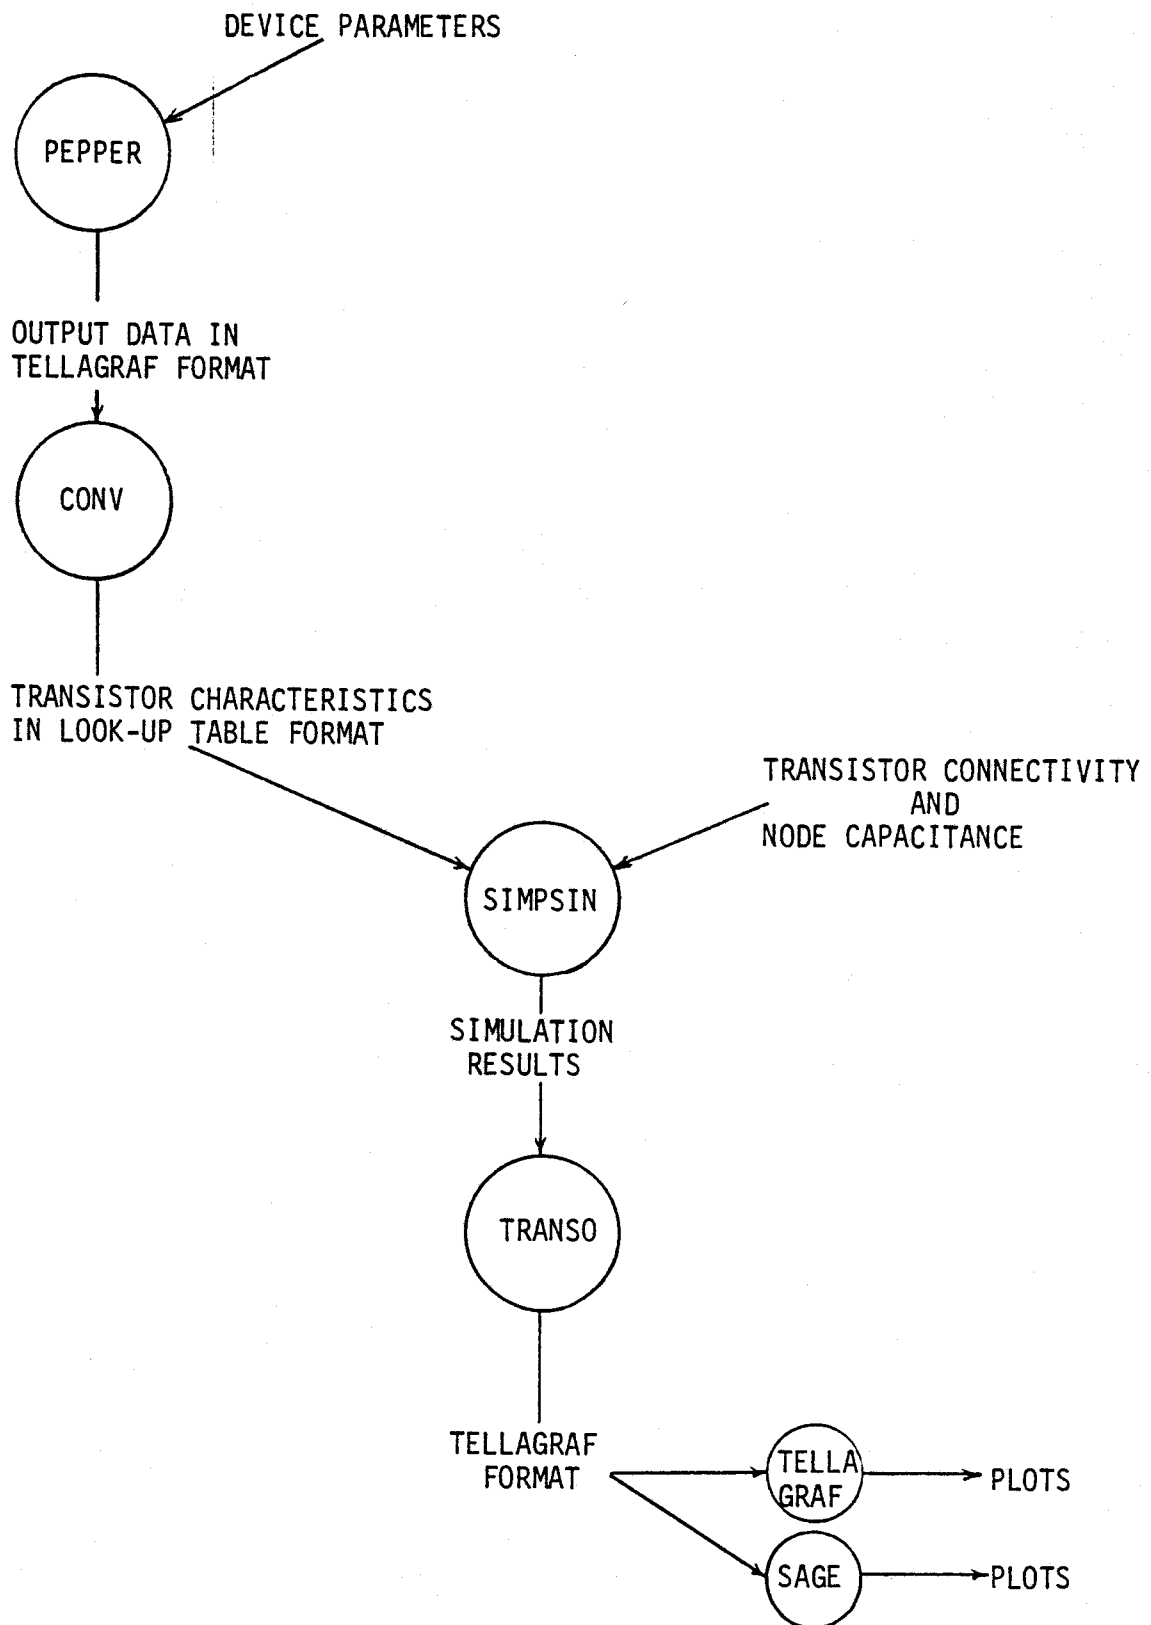 DEVICE PARAMETERS
PEPPER
OUTPUT DATA IN
TELLAGRAF FORMAT
CONV
TRANSISTOR CHARACTERISTICS
IN LOOK-UP TABLE FORMAT
TRANSISTOR CONNECTIVITY
AND
NODE CAPACITANCE
SIMPSIN
SIMULATION
RESULTS
TRANSO
TELLAGRAF
FORMAT
TELLA
GRAF
PLOTS
SAGE
PLOTS